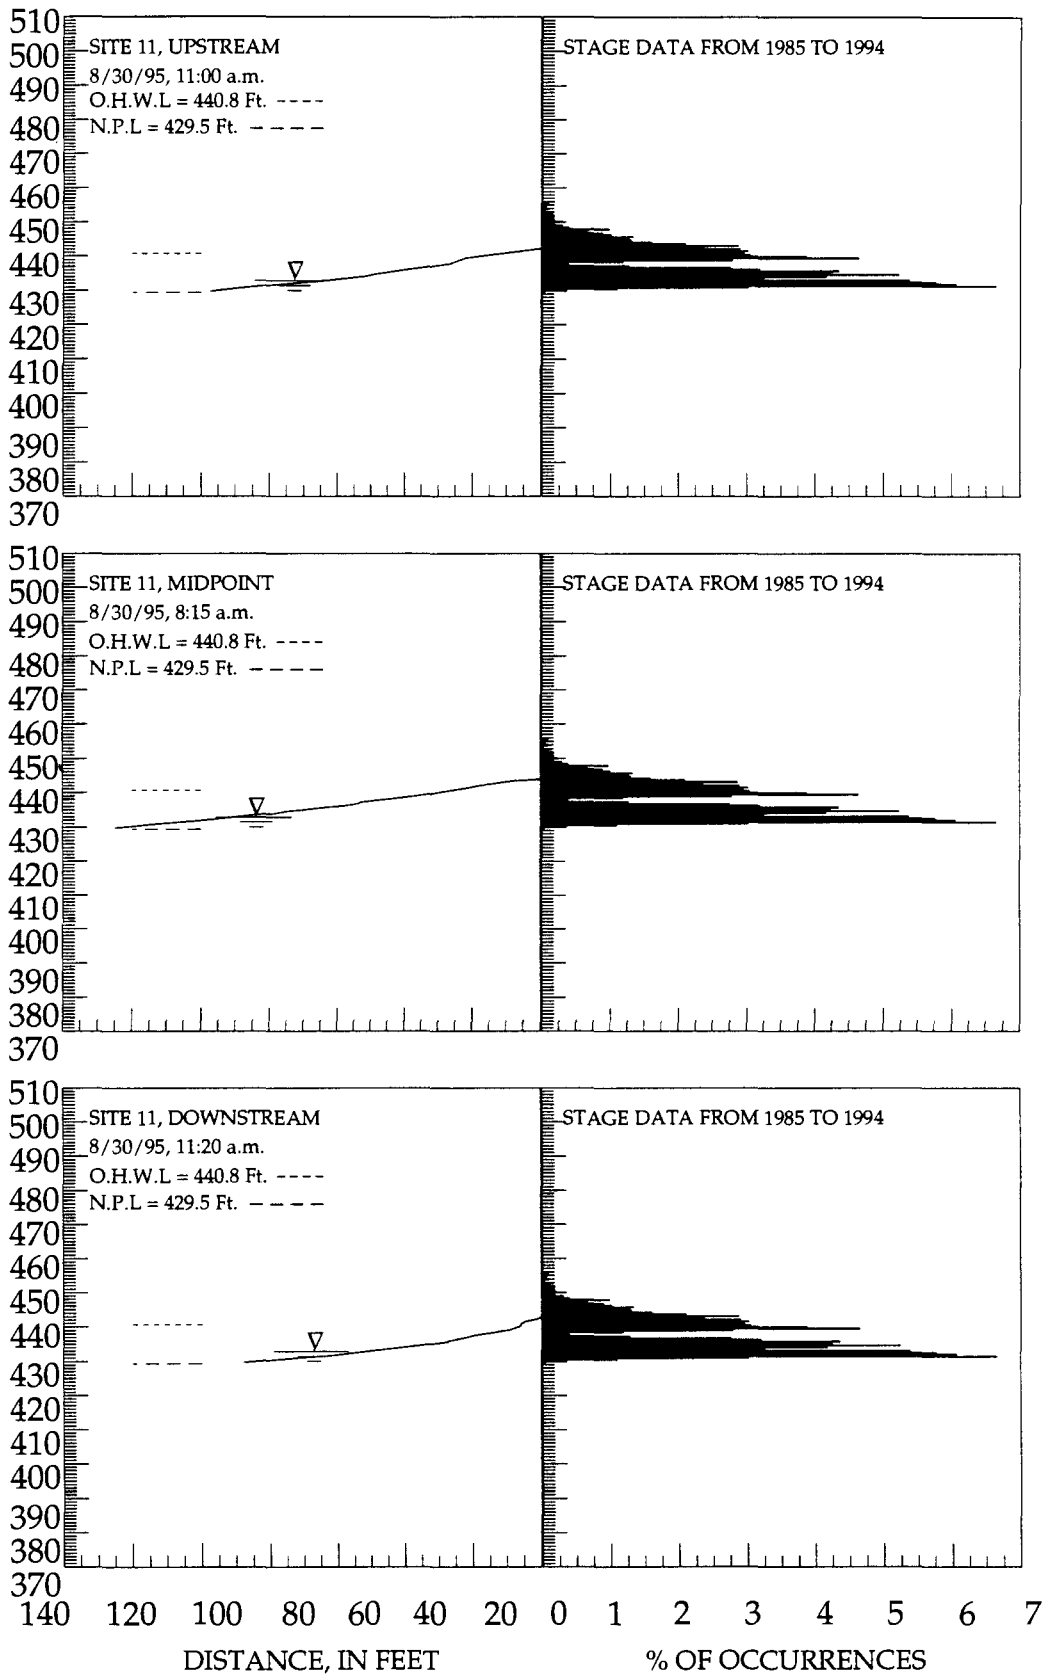 510
500
490
480
470
460
450
440
430
420
410
400
390
380
370
SITE 11, UPSTREAM
8/30/95, 11:00 a.m.
O.H.W.L = 440.8 Ft. ----
N.P.L = 429.5 Ft. — — — —
STAGE DATA FROM 1985 TO 1994
510
500
490
480
470
460
450
440
430
420
410
400
390
380
370
SITE 11, MIDPOINT
8/30/95, 8:15 a.m.
O.H.W.L = 440.8 Ft. ----
N.P.L = 429.5 Ft. — — — —
STAGE DATA FROM 1985 TO 1994
510
500
490
480
470
460
450
440
430
420
410
400
390
380
370
SITE 11, DOWNSTREAM
8/30/95, 11:20 a.m.
O.H.W.L = 440.8 Ft. ----
N.P.L = 429.5 Ft. — — — —
STAGE DATA FROM 1985 TO 1994
140 120 100 80 60 40 20 0 1 2 3 4 5 6 7
DISTANCE, IN FEET
% OF OCCURRENCES